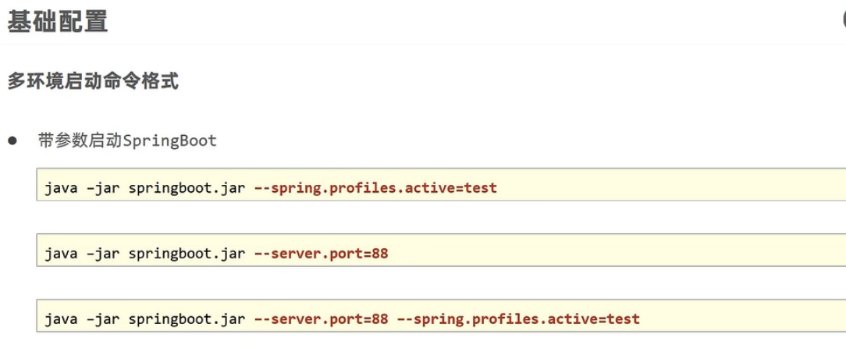 基础配置
多环境启动命令格式
● 带参数启动SpringBoot
java –jar springboot.jar --spring.profiles.active=test
java –jar springboot.jar --server.port=88
java –jar springboot.jar --server.port=88 --spring.profiles.active=test